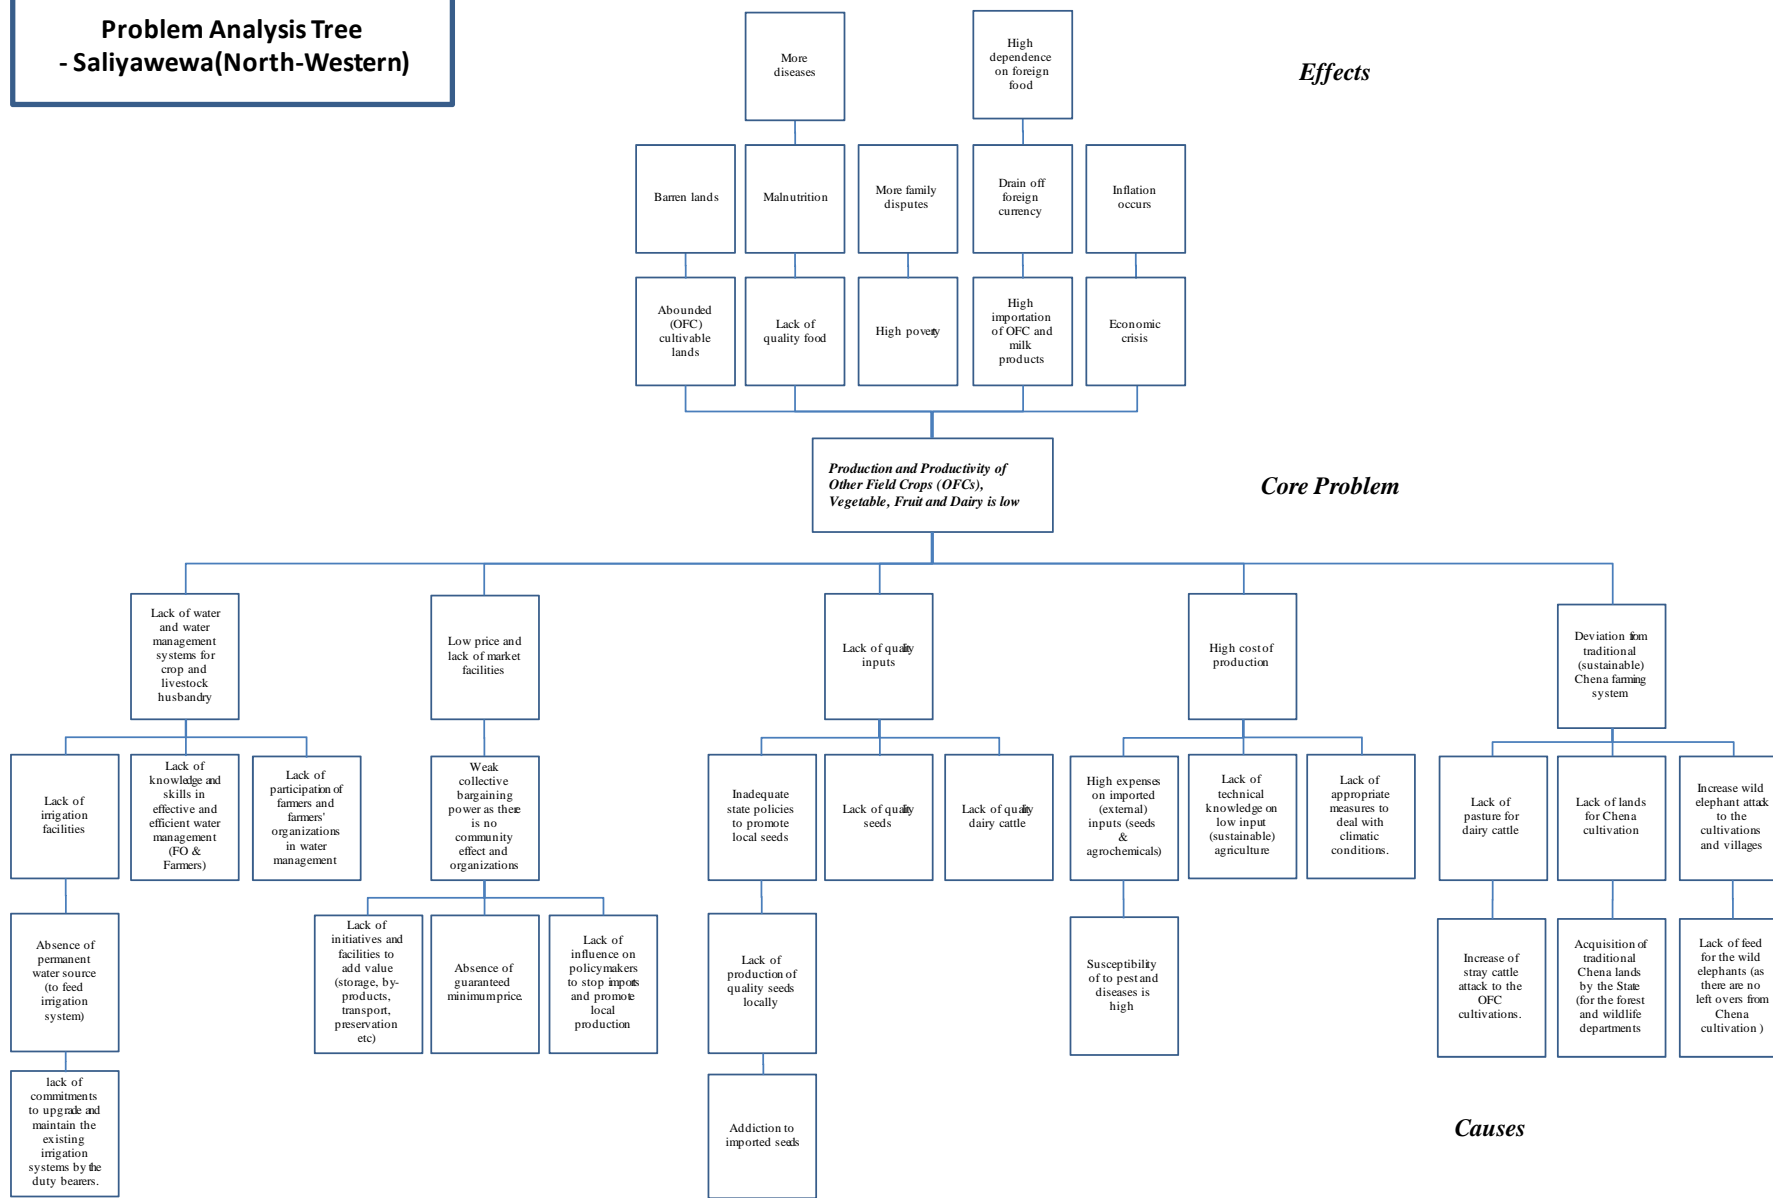 Problem Analysis Tree
- Saliyawewa(North-Western)
More
diseases
High
dependence
on foreign
food
Effects
Barren lands
Malnutrition
More family
disputes
Drain off
foreign
currency
Inflation
occurs
Abounded
(OFC)
cultivable
lands
Lack of
quality food
High poverty
High
importation
of OFC and
milk
products
Economic
crisis
Production and Productivity of
Other Field Crops (OFCs),
Vegetable, Fruit and Dairy is low
Core Problem
Lack of water
and water
management
systems for
crop and
livestock
husbandry
Low price and
lack of market
facilities
Lack of quality
inputs
High cost of
production
Deviation from
traditional
(sustainable)
Chena farming
system
Lack of
irrigation
facilities
Lack of
knowledge and
skills in
effective and
efficient water
management
(FO &
Farmers)
Lack of
participation of
farmers and
farmers'
organizations
in water
management
Weak
collective
bargaining
power as there
is no
community
effect and
organizations
Inadequate
state policies
to promote
local seeds
Lack of quality
seeds
Lack of quality
dairy cattle
High expenses
on imported
(external)
inputs (seeds
&
agrochemicals)
Lack of
technical
knowledge on
low input
(sustainable)
agriculture
Lack of
appropriate
measures to
deal with
climatic
conditions.
Lack of
pasture for
dairy cattle
Lack of lands
for Chena
cultivation
Increase wild
elephant attack
to the
cultivations
and villages
Absence of
permanent
water source
(to feed
irrigation
system)
Lack of
initiatives and
facilities to
add value
(storage, by-
products,
transport,
preservation
etc)
Absence of
guaranteed
minimum price.
Lack of
influence on
policymakers
to stop imports
and promote
local
production
Lack of
production of
quality seeds
locally
Susceptibility
of to pest and
diseases is
high
Increase of
stray cattle
attack to the
OFC
cultivations.
Acquisition of
traditional
Chena lands
by the State
(for the forest
and wildlife
departments
Lack of feed
for the wild
elephants (as
there are no
left overs from
Chena
cultivation )
lack of
commitments
to upgrade and
maintain the
existing
irrigation
systems by the
duty bearers.
Addiction to
imported seeds
Causes